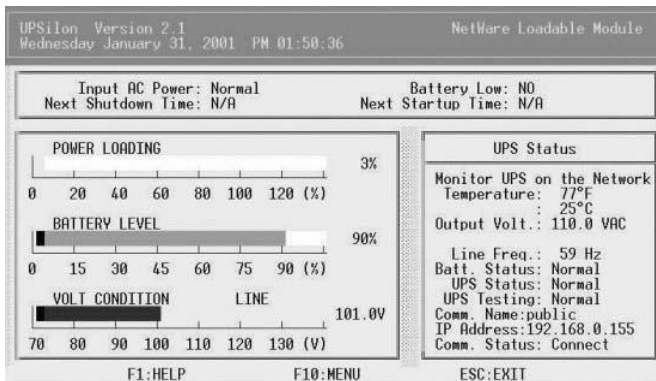 UPSilon Version 2.1
NetWare Loadable Module
Wednesday January 31, 2001 PM 01:50:36
Input AC Power: Normal
Battery Low: NO
Next Shutdown Time: N/A
Next Startup Time: N/A
POWER LOADING
3%
0 20 40 60 80 100 120 (%)
BATTERY LEVEL
90%
0 15 30 45 60 75 90 (%)
VOLT CONDITION LINE
101.0V
70 80 90 100 110 120 130 (V)
UPS Status
Monitor UPS on the Network
Temperature: 77°F
: 25°C
Output Volt.: 110.0 VAC
Line Freq.: 59 Hz
Batt. Status: Normal
UPS Status: Normal
UPS Testing: Normal
Comm. Name:public
IP Address:192.168.0.155
Comm. Status: Connect
F1:HELP F10:MENU ESC:EXIT